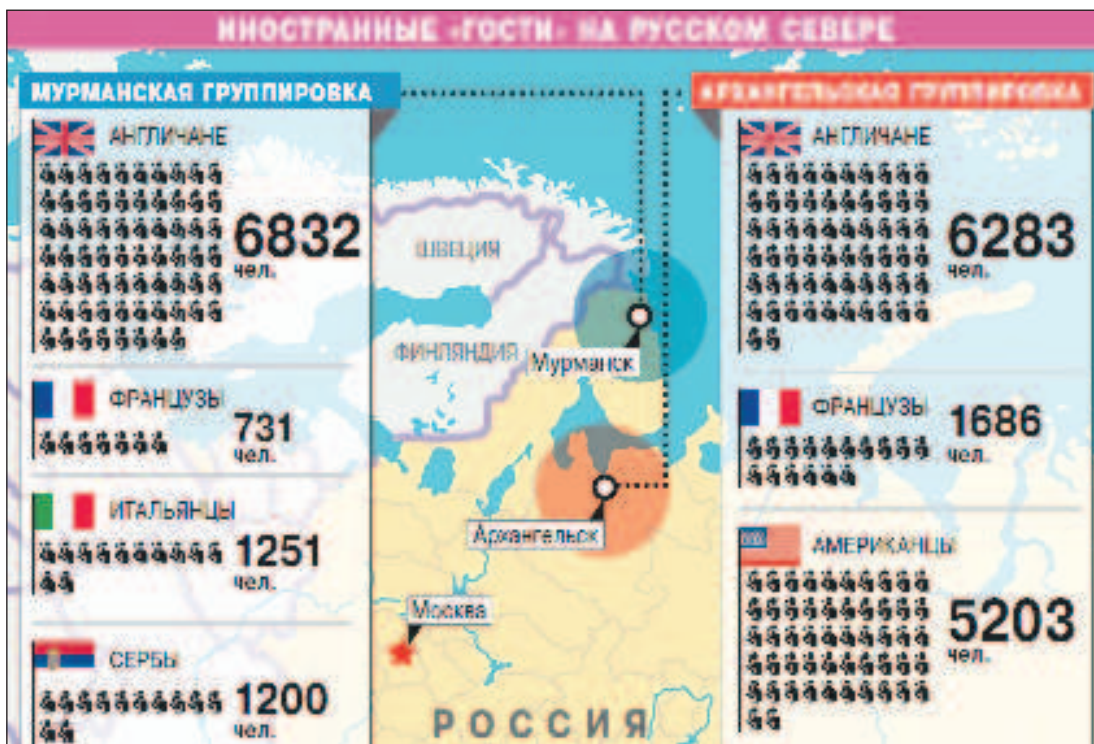 ИНОСТРАННЫЕ «ГОСТИ» НА РУССКОМ СЕВЕРЕ
МУРМАНСКАЯ ГРУППИРОВКА
АНГЛИЧАНЕ
6832
чел.
ФРАНЦУЗЫ
731
чел.
ИТАЛЬЯНЦЫ
1251
чел.
СЕРБЫ
1200
чел.
ШВЕЦИЯ
ФИНЛЯНДИЯ
Мурманск
Архангельск
Москва
РОССИЯ
АРХАНГЕЛЬСКАЯ ГРУППИРОВКА
АНГЛИЧАНЕ
6283
чел.
ФРАНЦУЗЫ
1686
чел.
АМЕРИКАНЦЫ
5203
чел.